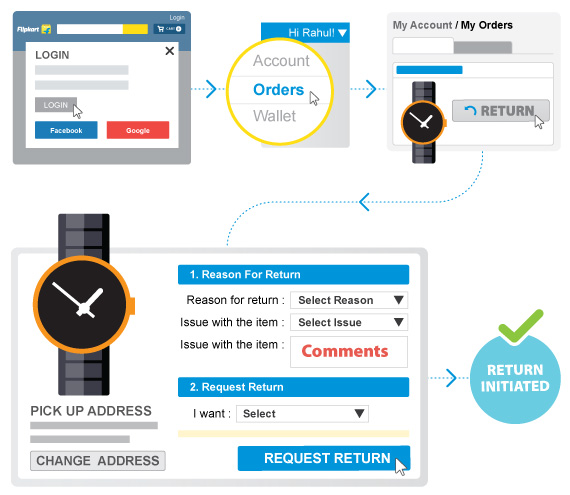 Login
Flipkart
CART 0
LOGIN
LOGIN
Facebook
Google
Hi Rahul!
Account
Orders
Wallet
My Account / My Orders
RETURN
1. Reason For Return
Reason for return : Select Reason
Issue with the item : Select Issue
Issue with the item : Comments
2. Request Return
I want : Select
REQUEST RETURN
PICK UP ADDRESS
CHANGE ADDRESS
RETURN
INITIATED